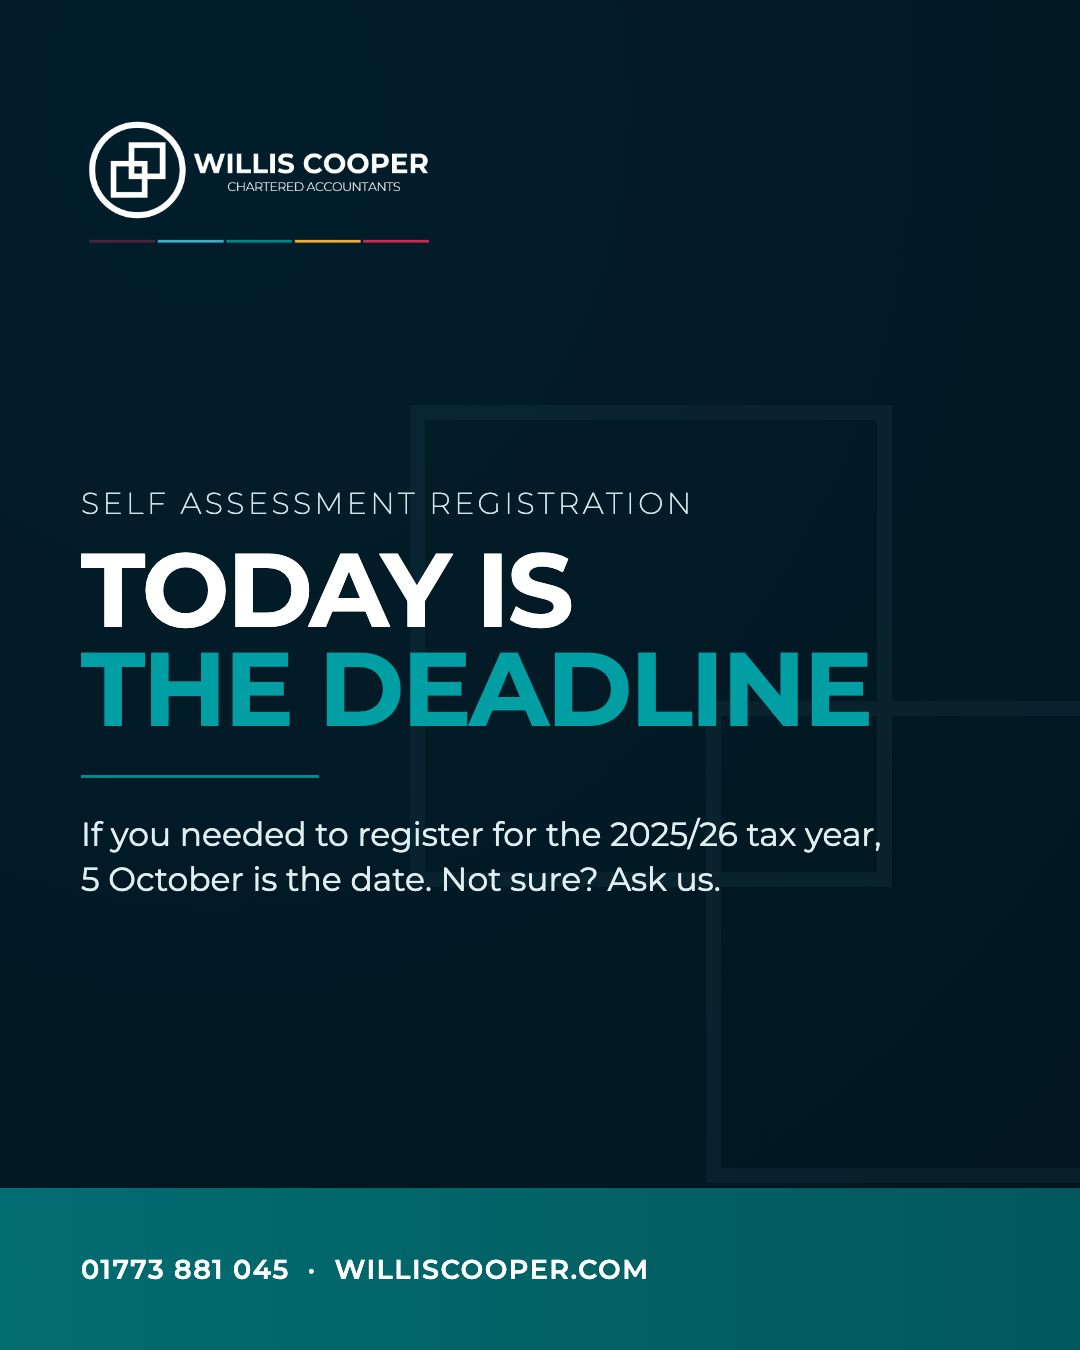 WILLIS COOPER
CHARTERED ACCOUNTANTS
SELF ASSESSMENT REGISTRATION
TODAY IS
THE DEADLINE
If you needed to register for the 2025/26 tax year,
5 October is the date. Not sure? Ask us.
01773 881 045 · WILLISCOOPER.COM